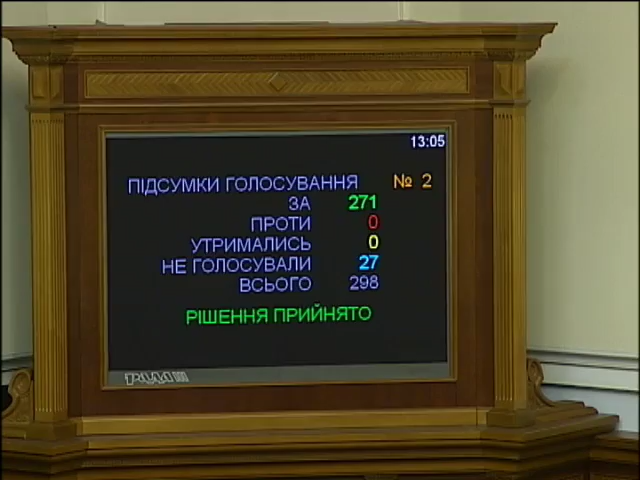 13:05
ПІДСУМКИ ГОЛОСУВАННЯ № 2
ЗА 271
ПРОТИ 0
УТРИМАЛИСЬ 0
НЕ ГОЛОСУВАЛИ 27
ВСЬОГО 298
РІШЕННЯ ПРИЙНЯТО